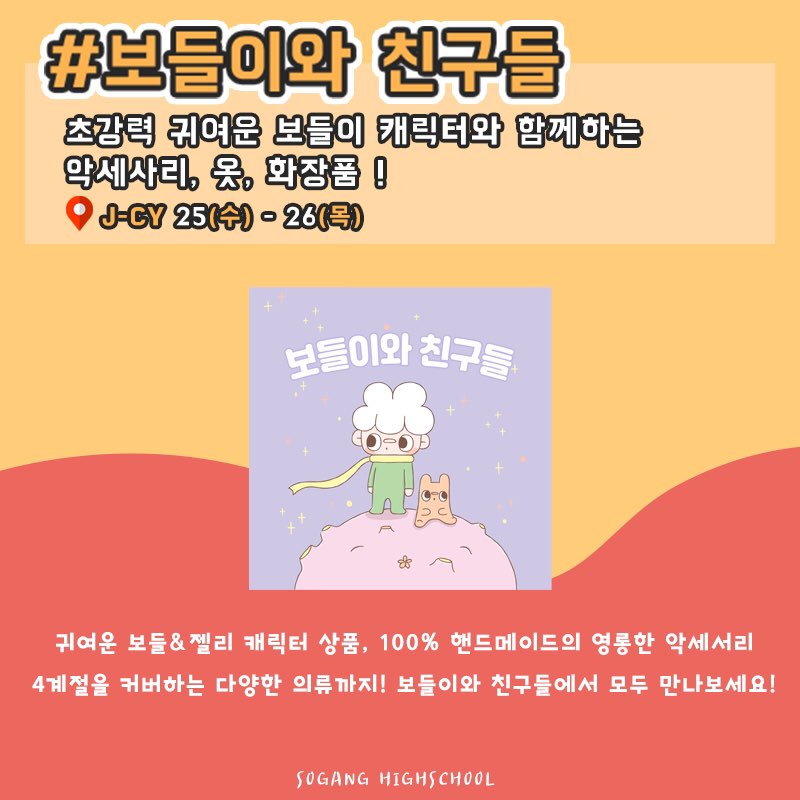 #보들이와 친구들
초강력 귀여운 보들이 캐릭터와 함께하는
악세사리, 옷, 화장품 !
J-CY 25(수) - 26(목)
보들이와 친구들
귀여운 보들&젤리 캐릭터 상품, 100% 핸드메이드의 영롱한 악세서리
4계절을 커버하는 다양한 의류까지! 보들이와 친구들에서 모두 만나보세요!
SOGANG HIGHSCHOOL